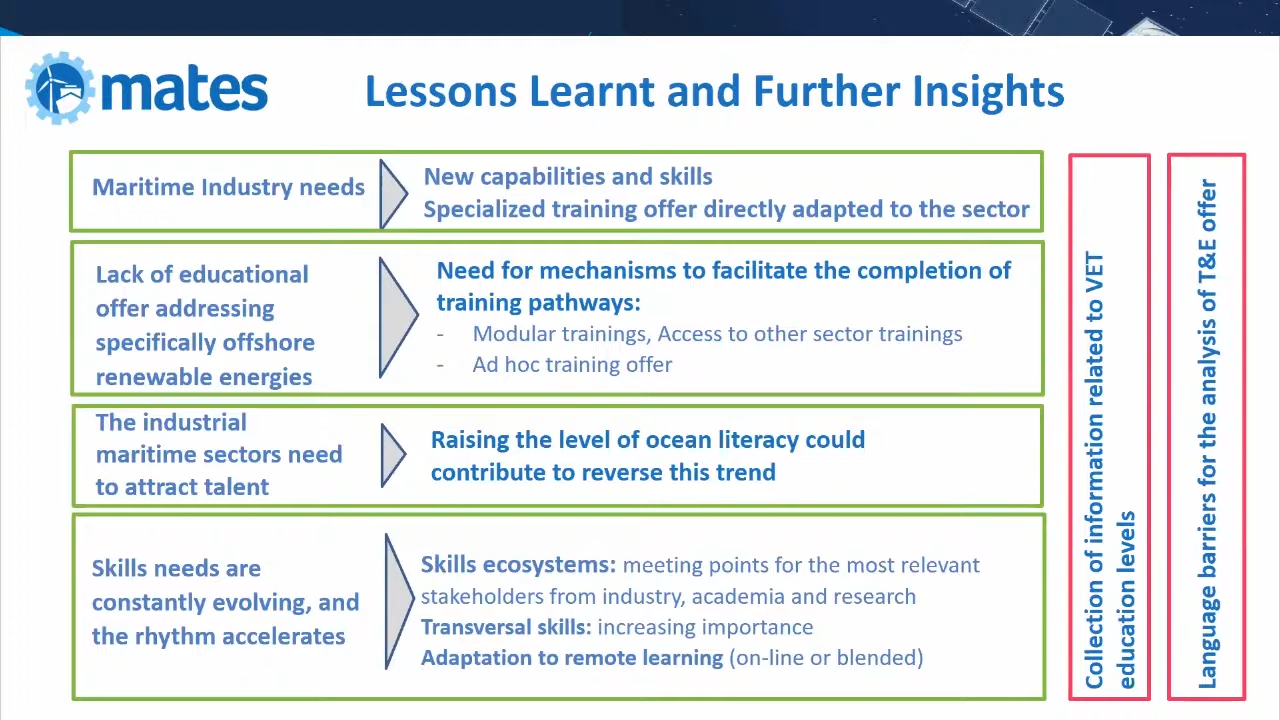 mates
Lessons Learnt and Further Insights
Maritime Industry needs
New capabilities and skills
Specialized training offer directly adapted to the sector
Lack of educational
offer addressing
specifically offshore
renewable energies
Need for mechanisms to facilitate the completion of
training pathways:
- Modular trainings, Access to other sector trainings
- Ad hoc training offer
The industrial
maritime sectors need
to attract talent
Raising the level of ocean literacy could
contribute to reverse this trend
Skills needs are
constantly evolving, and
the rhythm accelerates
Skills ecosystems: meeting points for the most relevant
stakeholders from industry, academia and research
Transversal skills: increasing importance
Adaptation to remote learning (on-line or blended)
Collection of information related to VET
education levels
Language barriers for the analysis of T&E offer